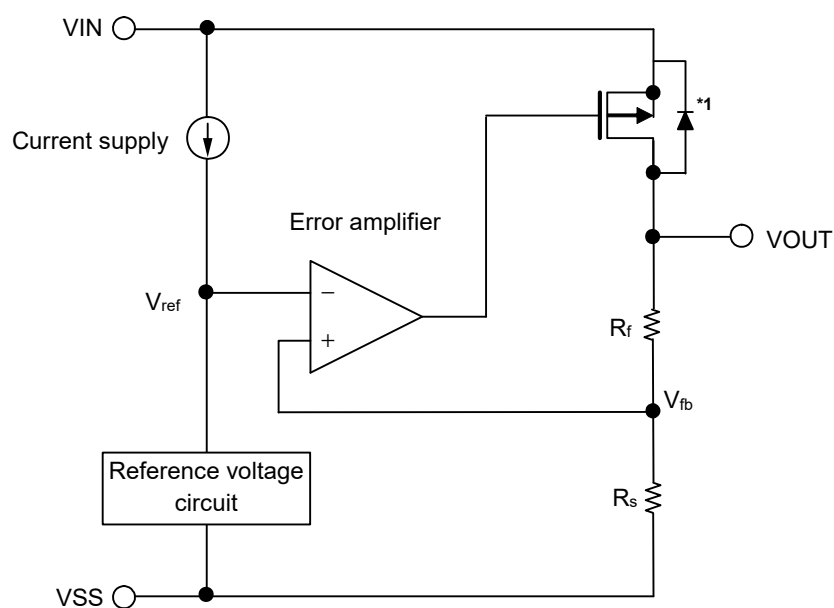 VIN
*1
Current supply
Error amplifier
VOUT
Vref
−
+
Rf
Vfb
Reference voltage
circuit
Rs
VSS